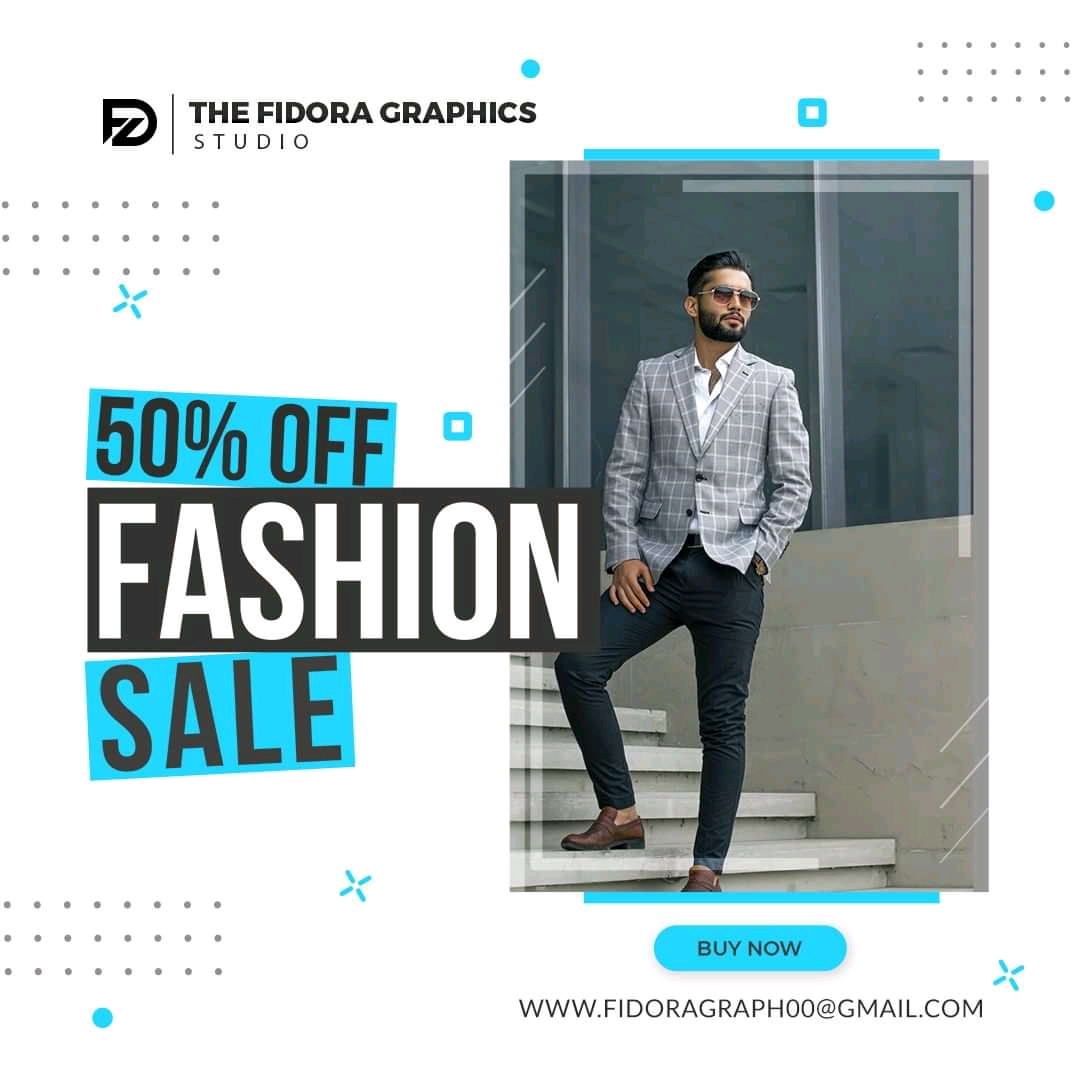 THE FIDORA GRAPHICS
STUDIO
50% OFF
FASHION
SALE
BUY NOW
WWW.FIDORAGRAPH00@GMAIL.COM